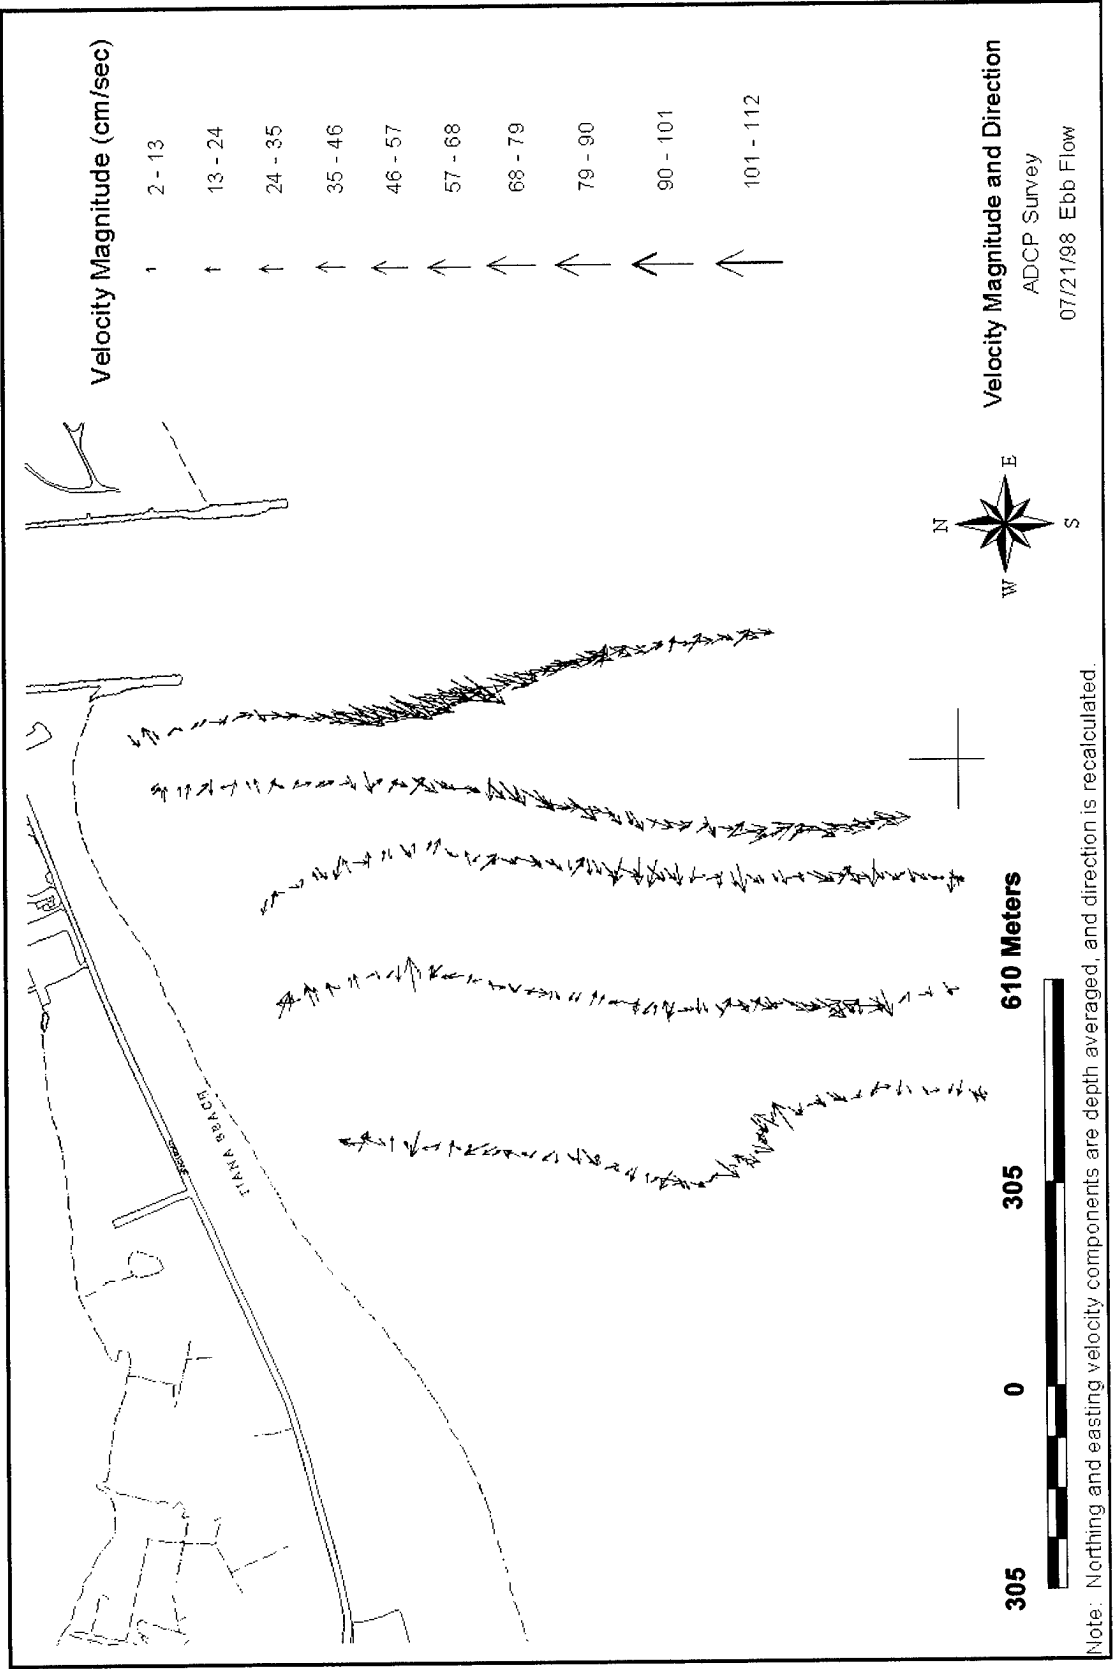 Velocity Magnitude (cm/sec)
2 - 13
13 - 24
24 - 35
35 - 46
46 - 57
57 - 68
68 - 79
79 - 90
90 - 101
101 - 112
TIANA BEACH
N
W
E
S
Velocity Magnitude and Direction
ADCP Survey
07/21/98 Ebb Flow
305
0
305
610 Meters
Note: Northing and easting velocity components are depth averaged, and direction is recalculated.